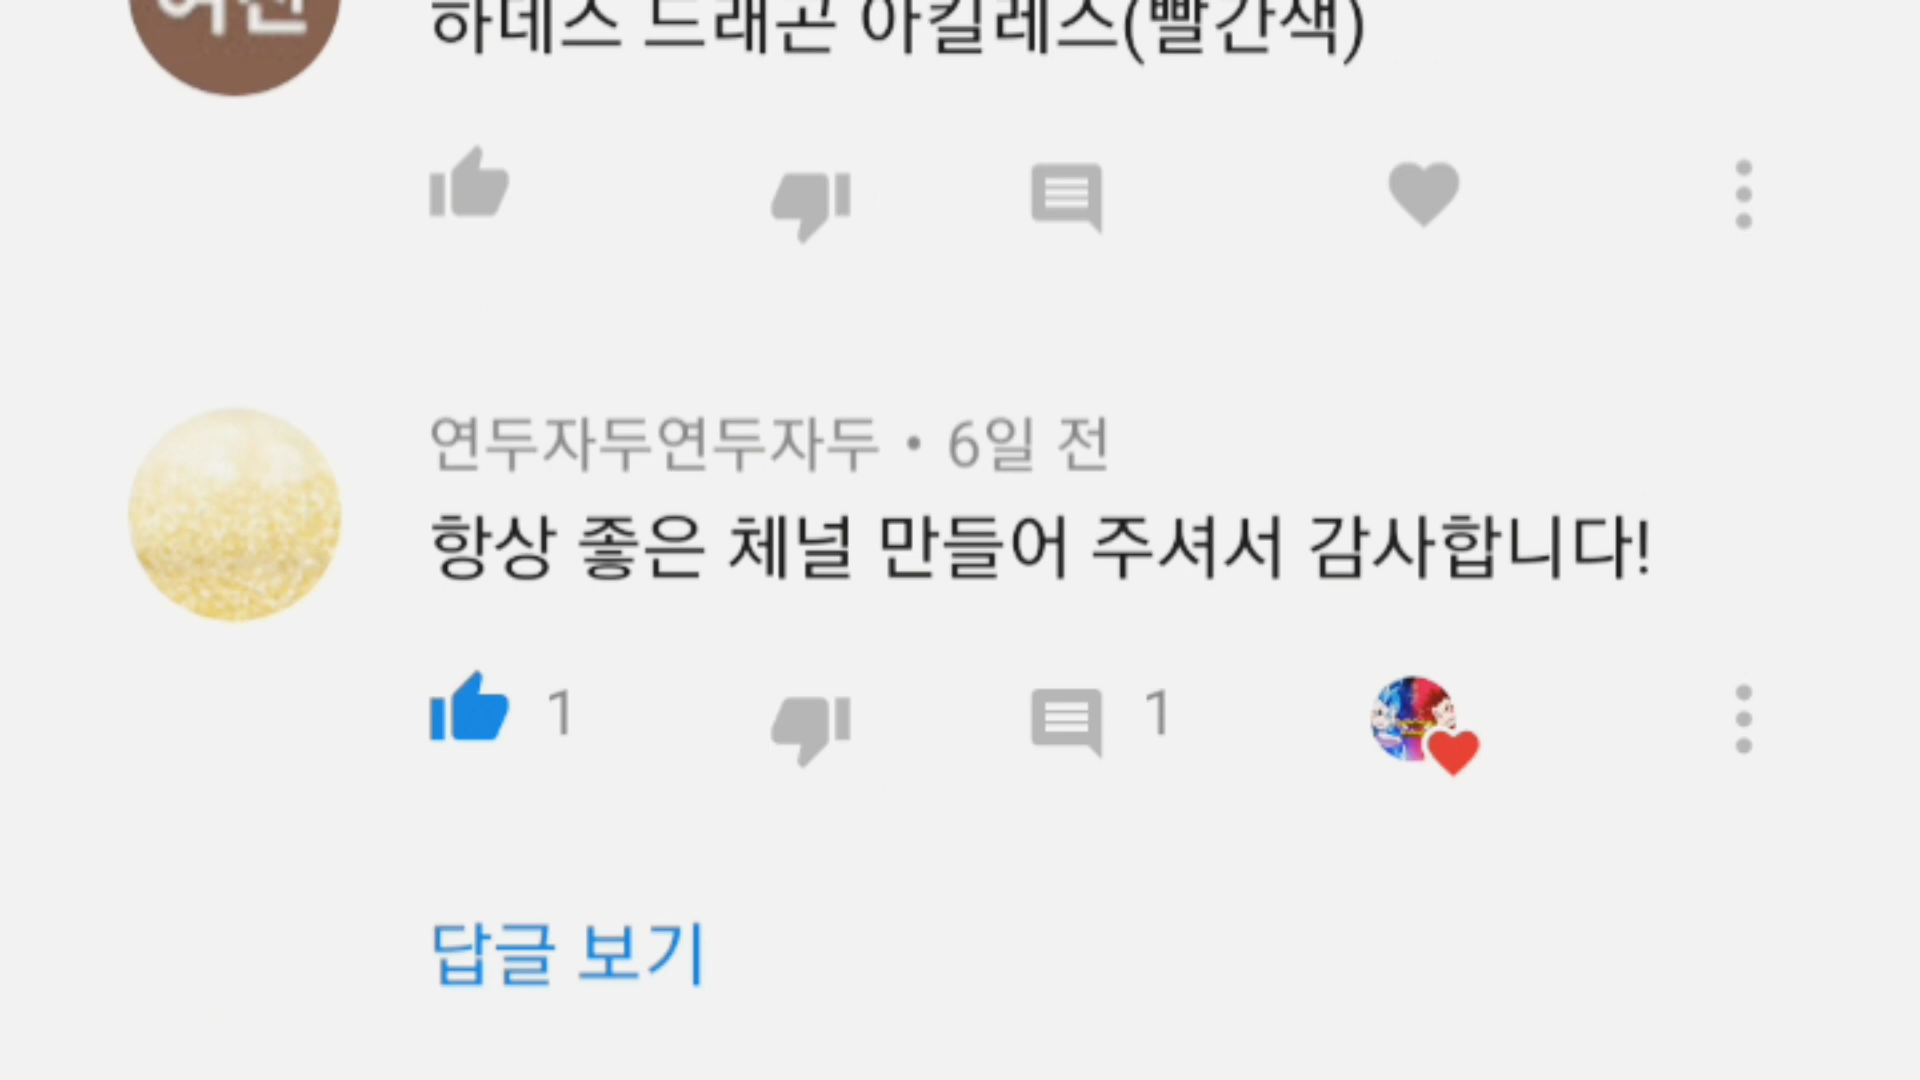 하데스 드래곤 아킬레스(빨간색)
연두자두연두자두 • 6일 전
항상 좋은 체널 만들어 주셔서 감사합니다!
1
1
답글 보기